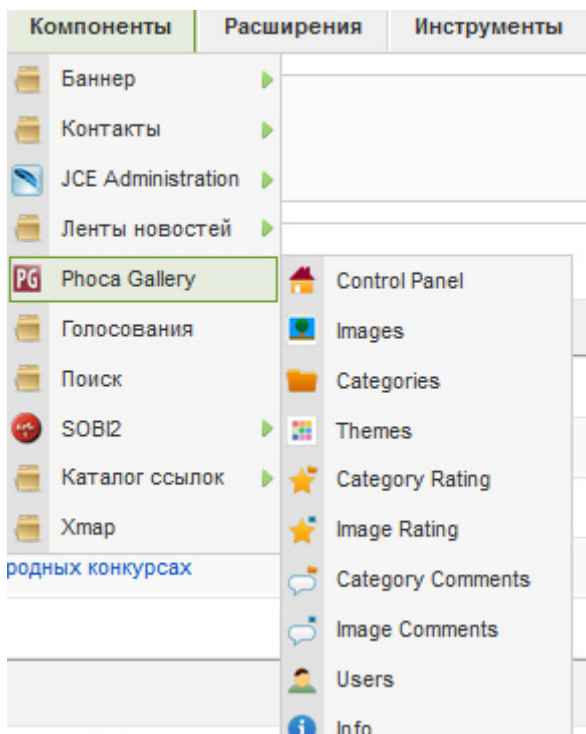 Компоненты Расширения Инструменты
Баннер
Контакты
JCE Administration
Ленты новостей
PG Phoca Gallery
Голосования
Поиск
SOBI2
Каталог ссылок
Xmap
родных конкурсах
Control Panel
Images
Categories
Themes
Category Rating
Image Rating
Category Comments
Image Comments
Users
Info